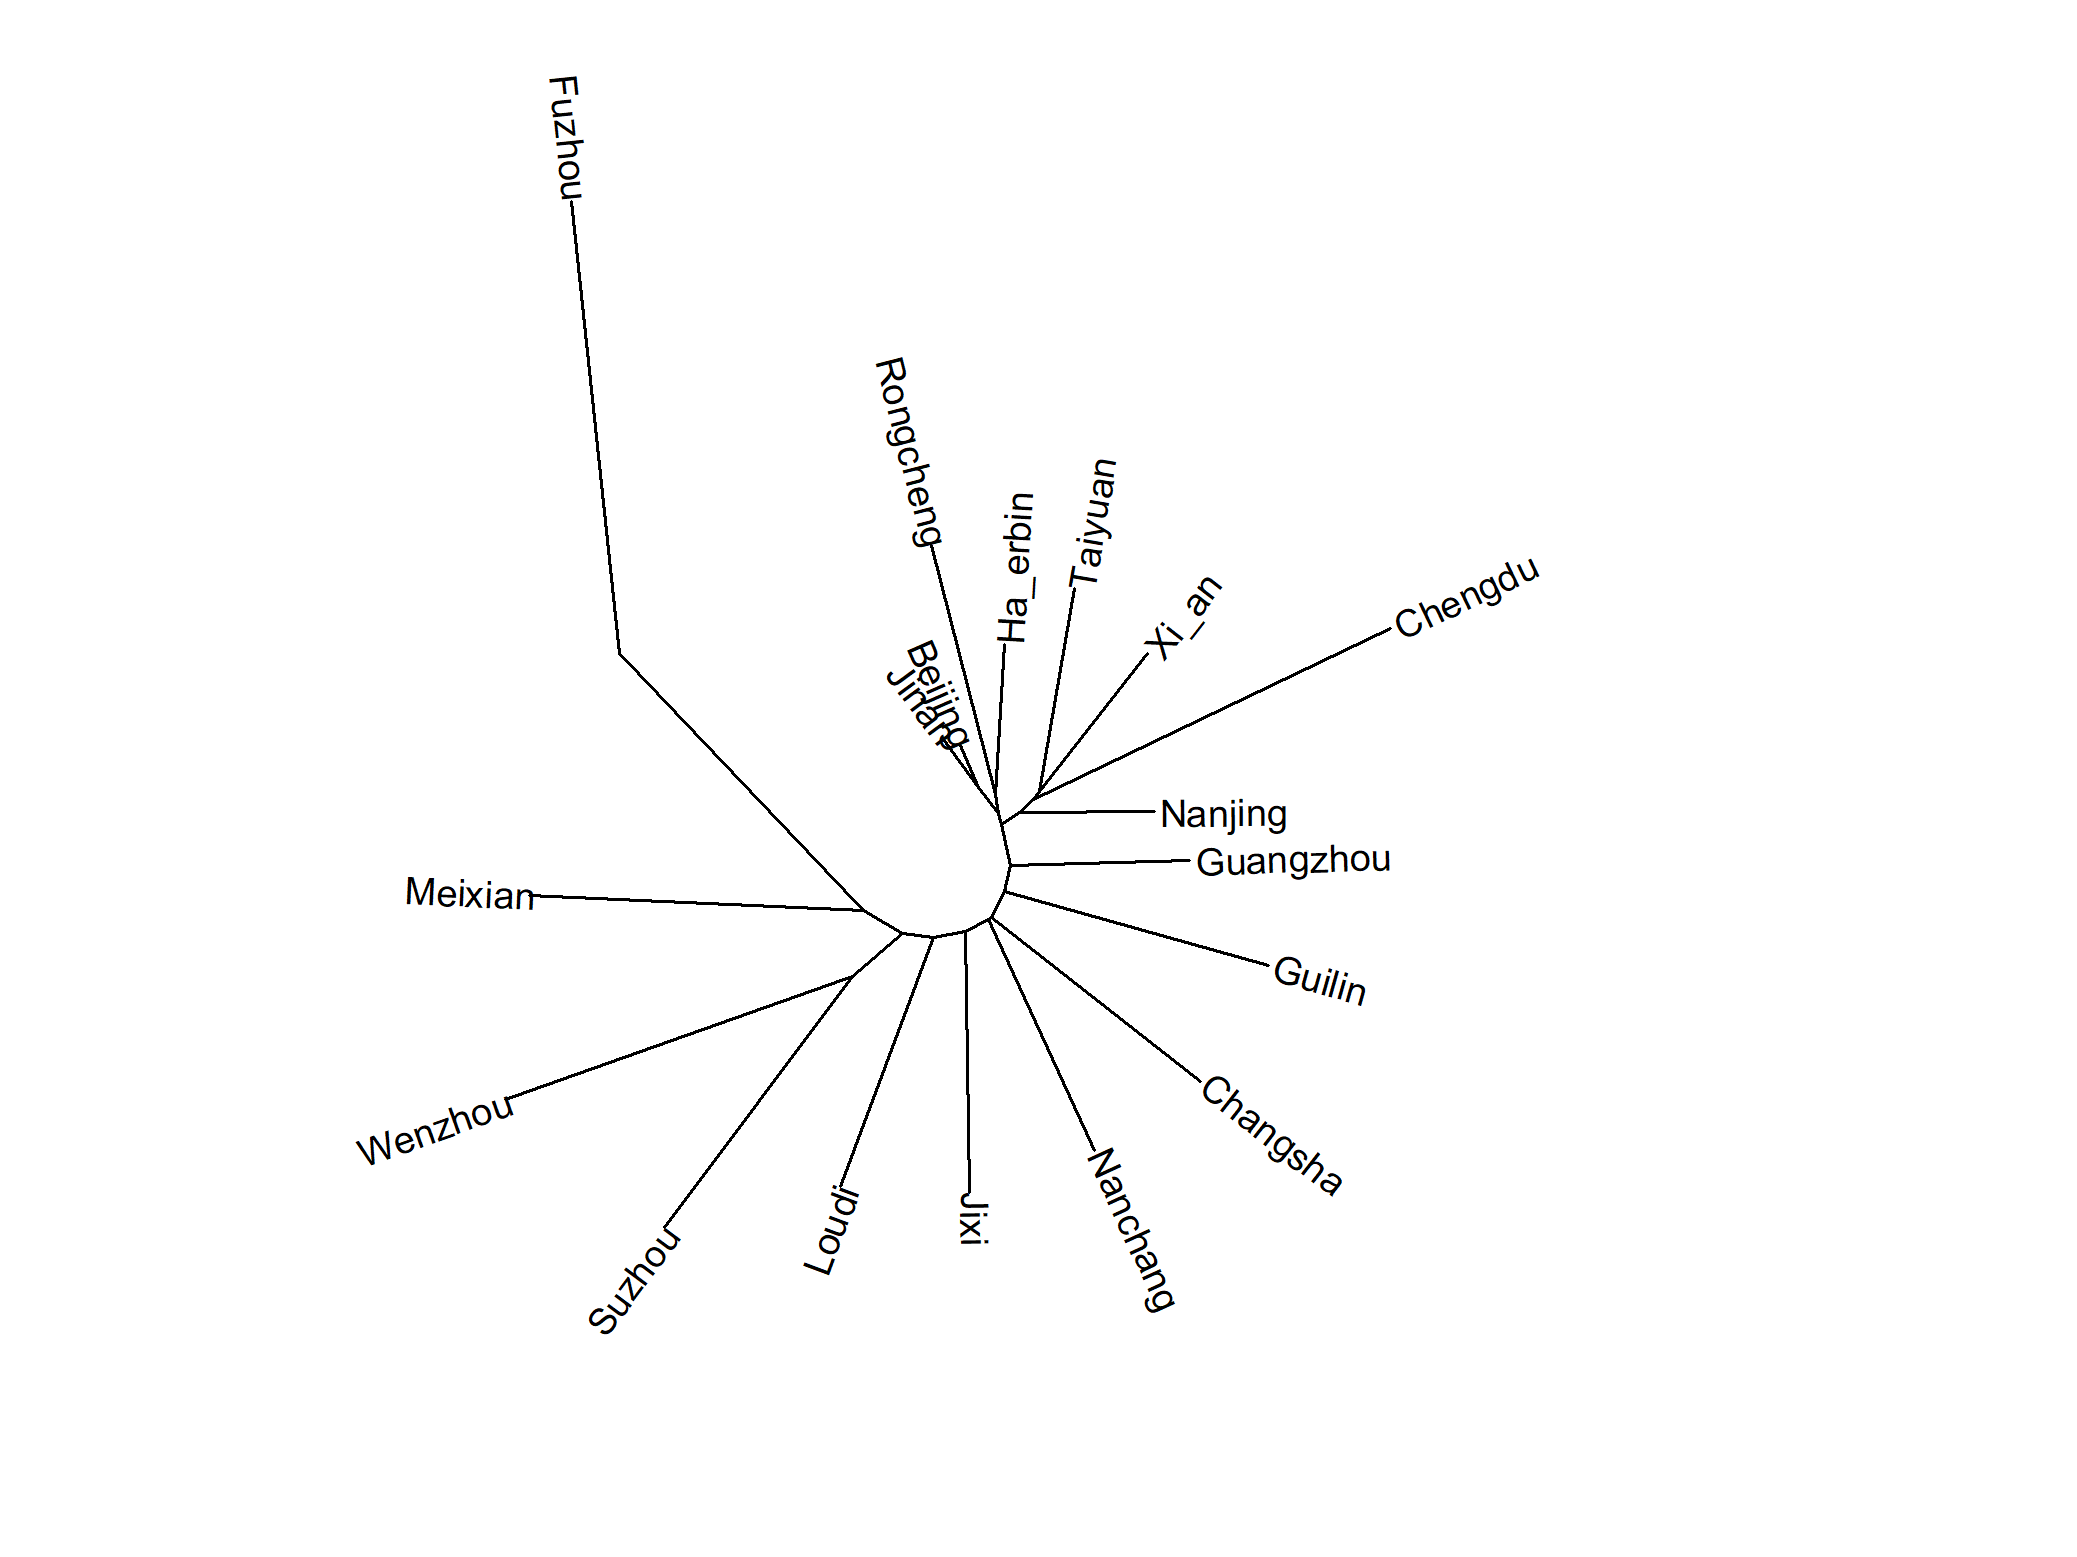 Fuzhou
Rongcheng
Ha_erbin
Taiyuan
Xi_an
Chengdu
Beijing
Jinan
Nanjing
Guangzhou
Meixian
Guilin
Changsha
Wenzhou
Nanchang
Loudi
Jixi
Suzhou